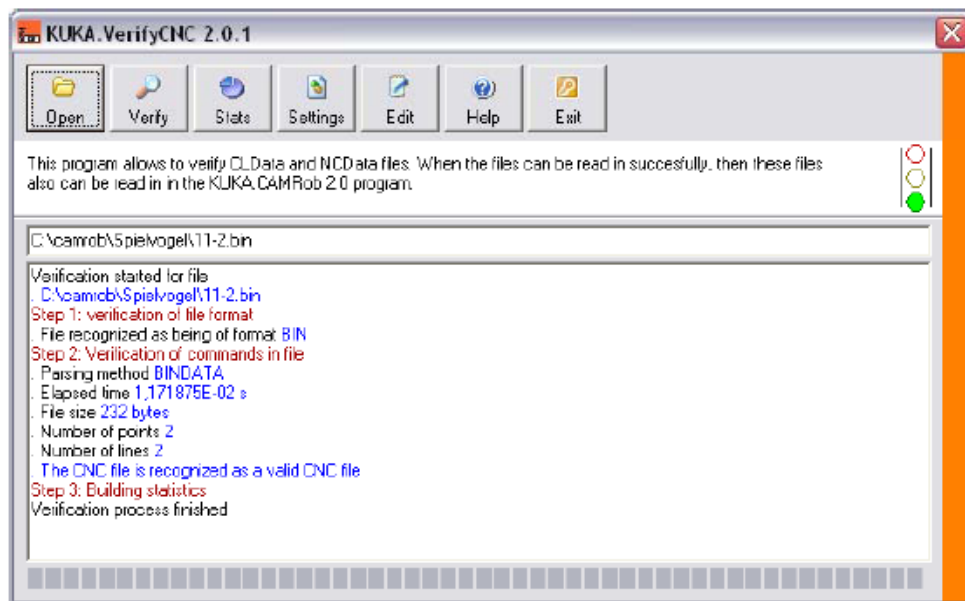 KUKA.VerifyCNC 2.0.1
Open Verify Stats Settings Edit Help Exit
This program allows to verify CLData and NCData files. When the files can be read in succesfully, then these files
also can be read in in the KUKA.CAMRob 2.0 program.
C:\camrob\Spielvogel\11-2.bin
Verification started for file
. C:\camrob\Spielvogel\11-2.bin
Step 1: verification of file format
. File recognized as being of format BIN
Step 2: Verification of commands in file
. Parsing method BINDATA
. Elapsed time 1,171875E-02 s
. File size 232 bytes
. Number of points 2
. Number of lines 2
. The CNC file is recognized as a valid CNC file
Step 3: Building statistics
Verification process finished